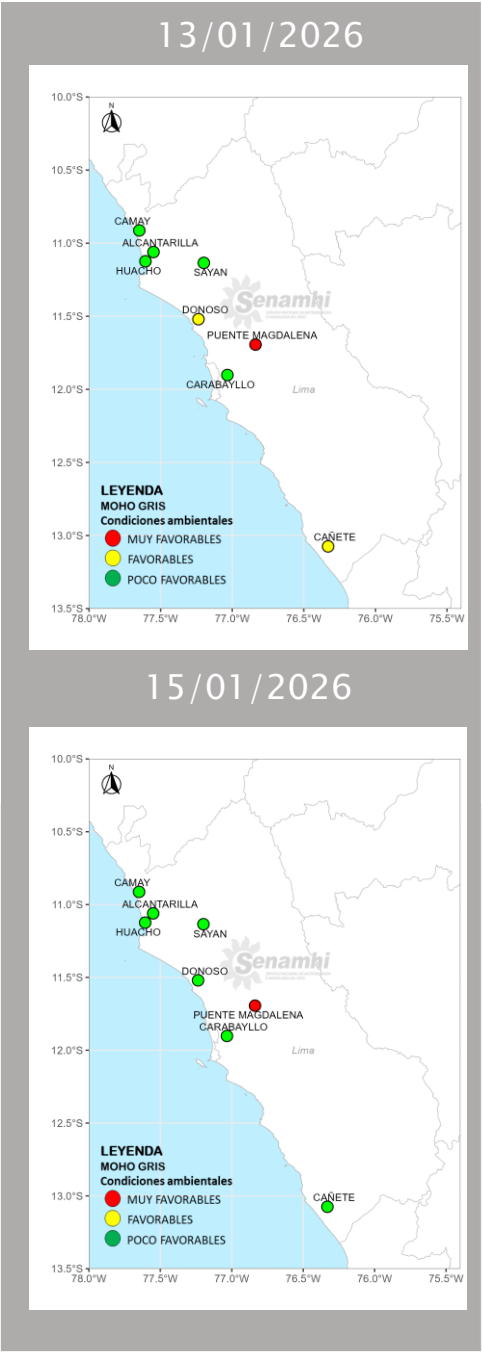 13/01/2026
10.0°S
N
10.5°S
CAMAY
11.0°S
ALCANTARILLA
HUACHO
SAYAN
Senamhi
11.5°S
DONOSO
PUENTE MAGDALENA
12.0°S
CARABAYLLO
Lima
12.5°S
LEYENDA
MOHO GRIS
Condiciones ambientales
13.0°S
CAÑETE
MUY FAVORABLES
FAVORABLES
POCO FAVORABLES
13.5°S
78.0°W 77.5°W 77.0°W 76.5°W 76.0°W 75.5°W
15/01/2026
10.0°S
N
10.5°S
CAMAY
11.0°S
ALCANTARILLA
HUACHO
SAYAN
Senamhi
11.5°S
DONOSO
PUENTE MAGDALENA
CARABAYLLO
12.0°S
Lima
12.5°S
LEYENDA
MOHO GRIS
Condiciones ambientales
13.0°S
CAÑETE
MUY FAVORABLES
FAVORABLES
POCO FAVORABLES
13.5°S
78.0°W 77.5°W 77.0°W 76.5°W 76.0°W 75.5°W